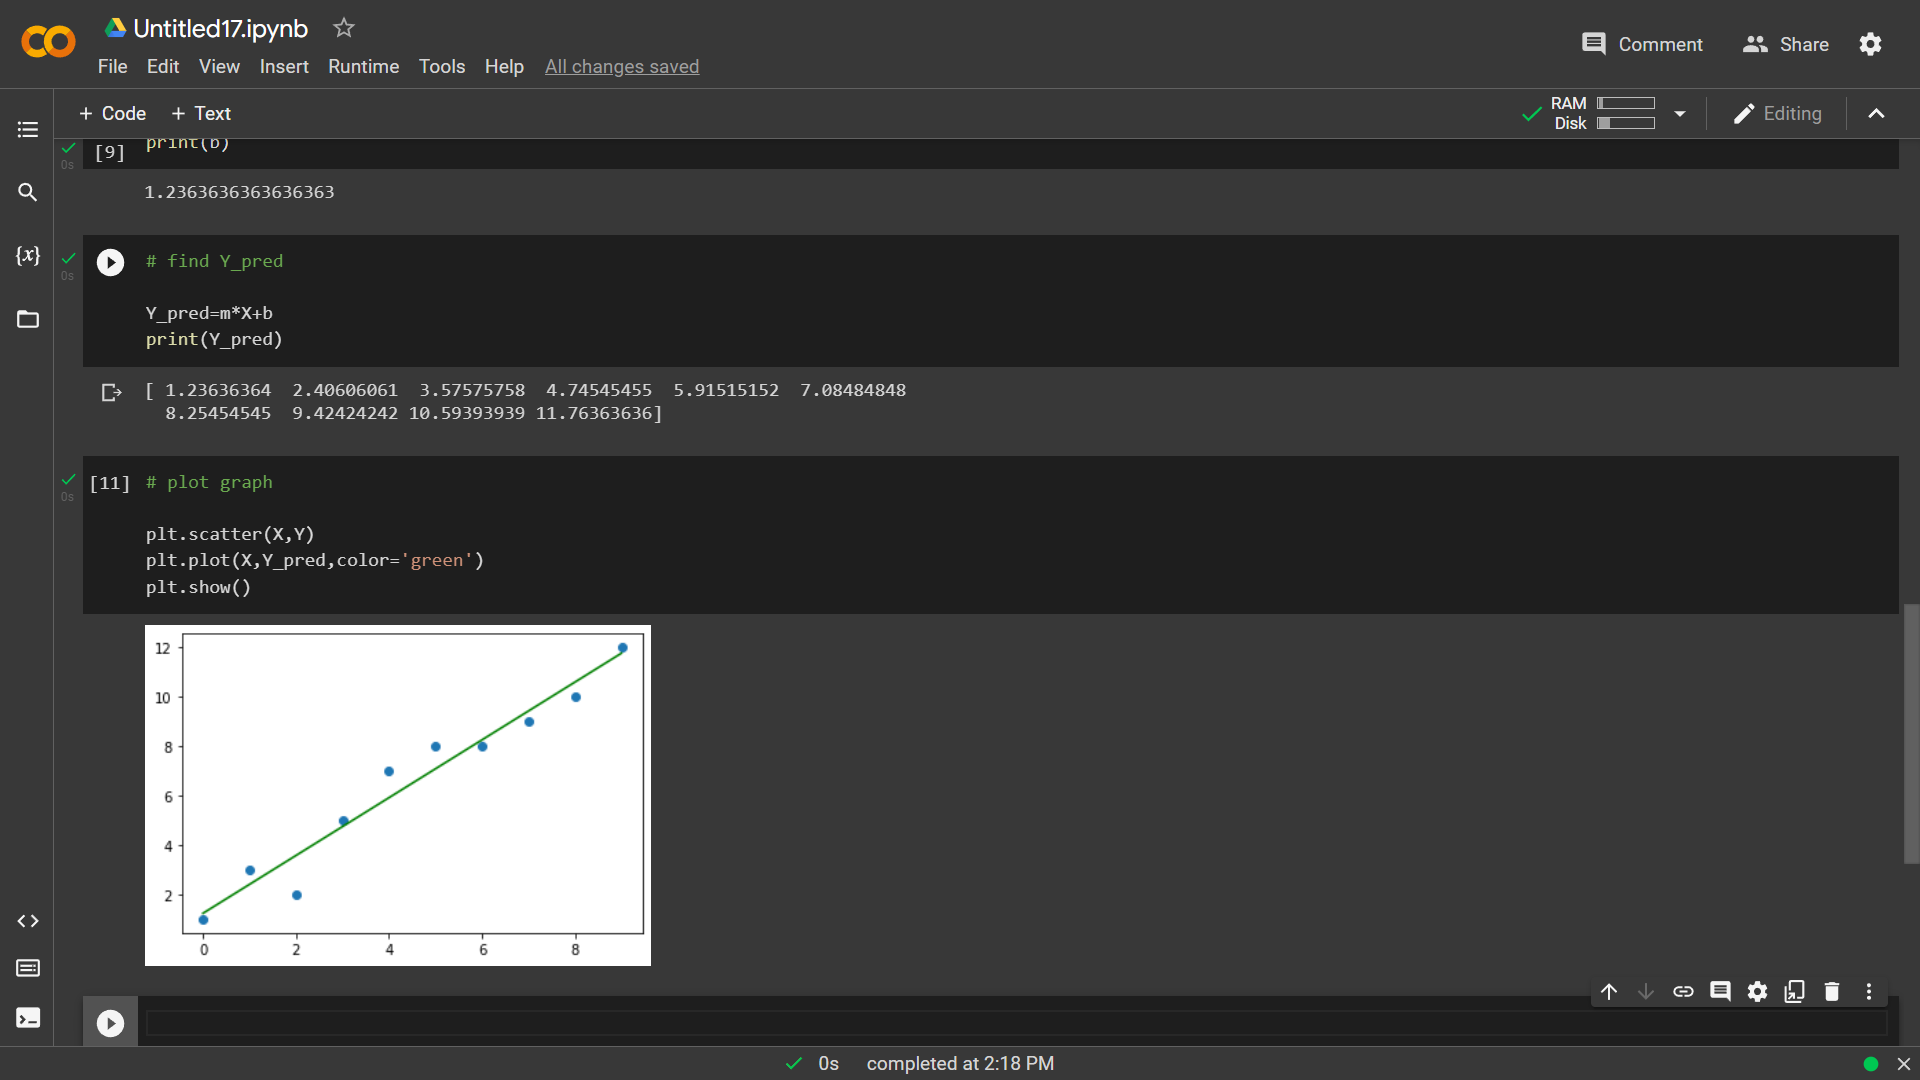 Untitled17.ipynb
File Edit View Insert Runtime Tools Help All changes saved
Comment
Share
+ Code + Text
RAM
Disk
Editing
[9] print(b)
0s
1.2363636363636363
0s
# find Y_pred
Y_pred=m*X+b
print(Y_pred)
[ 1.23636364 2.40606061 3.57575758 4.74545455 5.91515152 7.08484848
8.25454545 9.42424242 10.59393939 11.76363636]
[11] # plot graph
0s
plt.scatter(X,Y)
plt.plot(X,Y_pred,color='green')
plt.show()
12
10
8
6
4
2
0 2 4 6 8
0s completed at 2:18 PM